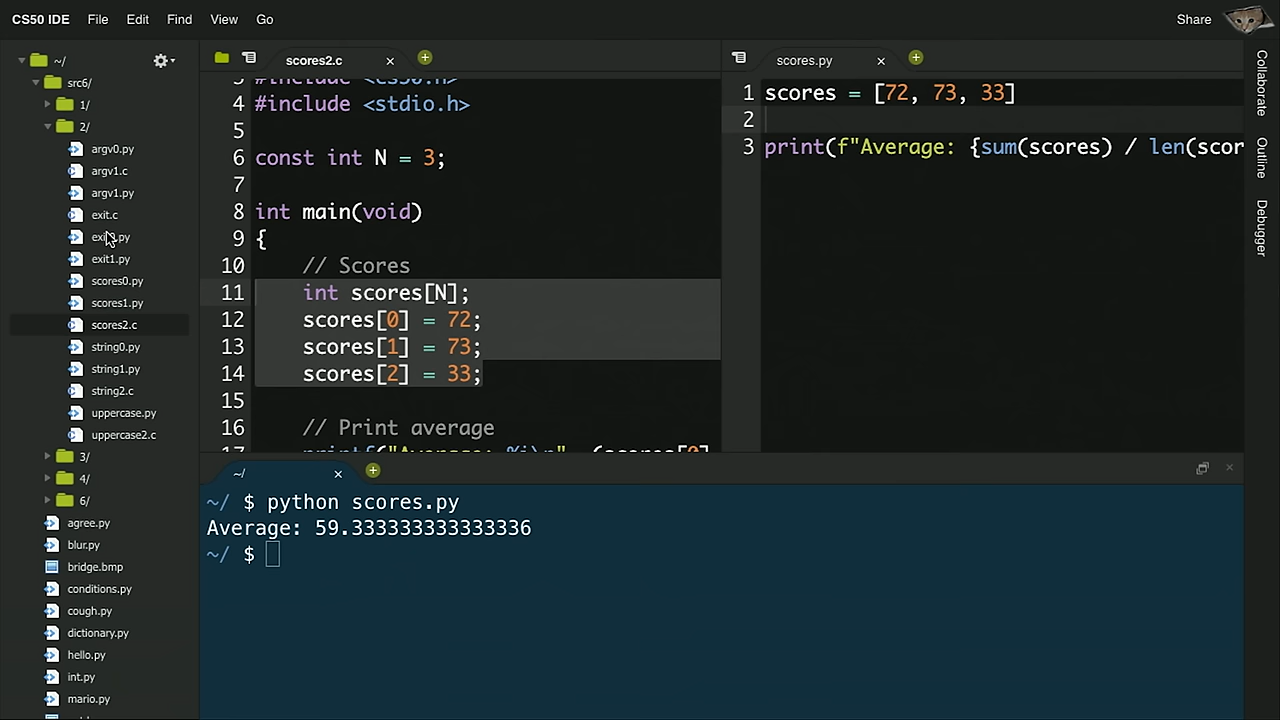 CS50 IDE File Edit Find View Go Share
~/
src6/
1/
2/
argv0.py
argv1.c
argv1.py
exit.c
exit1.py
scores0.py
scores1.py
scores2.c
string0.py
string1.py
string2.c
uppercase.py
uppercase2.c
3/
4/
6/
agree.py
blur.py
bridge.bmp
conditions.py
cough.py
dictionary.py
hello.py
int.py
mario.py
scores2.c
3 #include <cs50.h>
4 #include <stdio.h>
5
6 const int N = 3;
7
8 int main(void)
9 {
10 // Scores
11 int scores[N];
12 scores[0] = 72;
13 scores[1] = 73;
14 scores[2] = 33;
15
16 // Print average
17 printf("Average: %i\n", (scores[0]
scores.py
1 scores = [72, 73, 33]
2
3 print(f"Average: {sum(scores) / len(scor
Collaborate
Outline
Debugger
~/
~/ $ python scores.py
Average: 59.333333333333336
~/ $